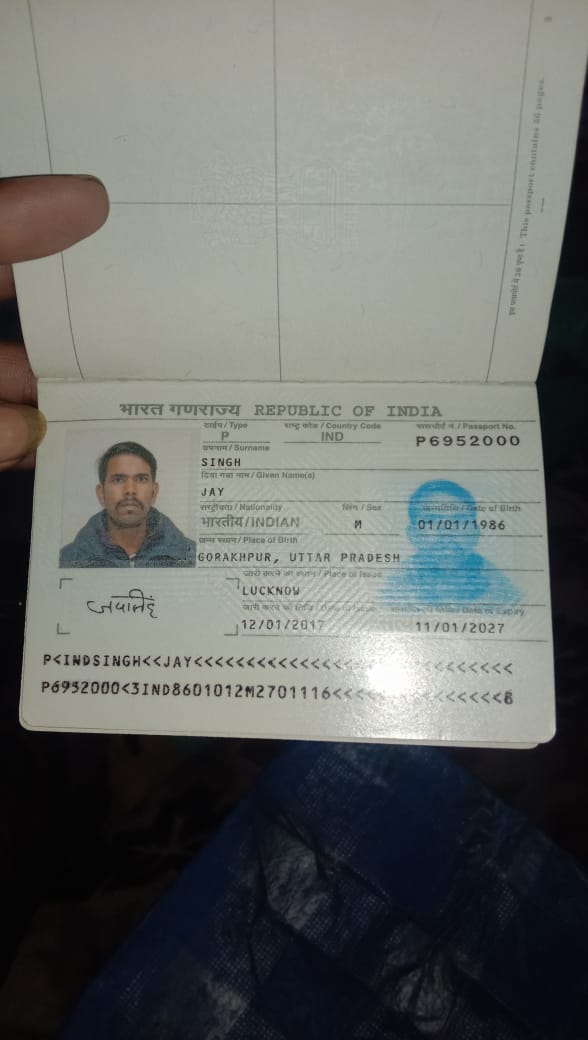 इस पासपोर्ट में 36 पृष्ठ हैं। This passport contains 36 pages.
भारत गणराज्य REPUBLIC OF INDIA
टाईप / Type राष्ट्र कोड / Country Code पासपोर्ट नं. / Passport No.
P IND P6952000
उपनाम / Surname
SINGH
दिया गया नाम / Given Name(s)
JAY
राष्ट्रीयता / Nationality लिंग / Sex जन्मतिथि / Date of Birth
भारतीय/INDIAN M 01/01/1986
जन्म स्थान / Place of Birth
GORAKHPUR, UTTAR PRADESH
जारी करने का स्थान / Place of Issue
LUCKNOW
जारी करने की तिथि / Date of Issue समाप्ति की तिथि / Date of Expiry
12/01/2017 11/01/2027
जयसिंह
P<INDSINGH<<JAY<<<<<<<<<<<<<<<<<<<<<<<<<<<<<
P6952000<3IND8601012M2701116<<<<<<<<<<<<<<<8